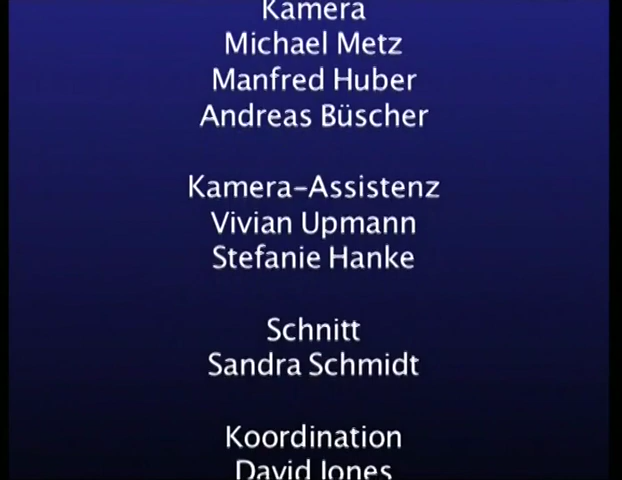 Kamera
Michael Metz
Manfred Huber
Andreas Büscher
Kamera-Assistenz
Vivian Upmann
Stefanie Hanke
Schnitt
Sandra Schmidt
Koordination
David Jones